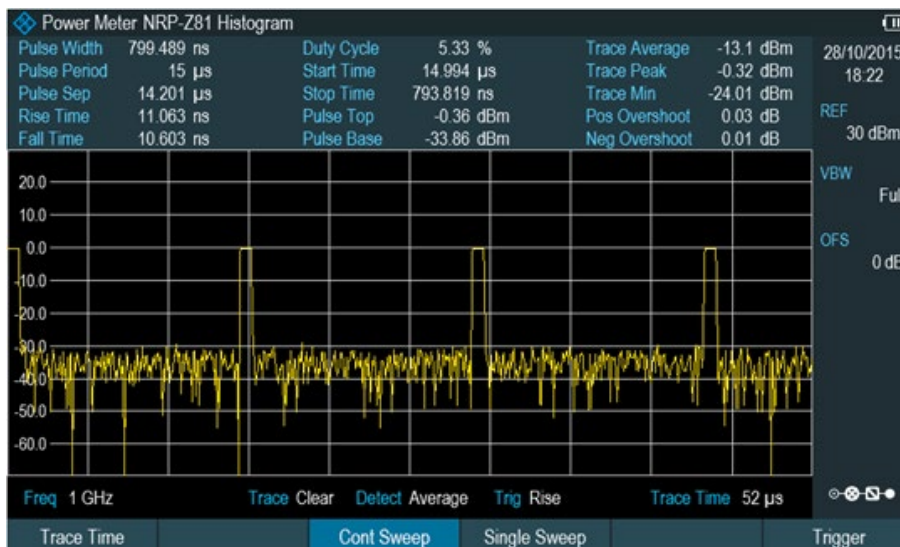 Power Meter NRP-Z81 Histogram
Pulse Width 799.489 ns Duty Cycle 5.33 % Trace Average -13.1 dBm
Pulse Period 15 µs Start Time 14.994 µs Trace Peak -0.32 dBm
Pulse Sep 14.201 µs Stop Time 793.819 ns Trace Min -24.01 dBm
Rise Time 11.063 ns Pulse Top -0.36 dBm Pos Overshoot 0.03 dB
Fall Time 10.603 ns Pulse Base -33.86 dBm Neg Overshoot 0.01 dB
28/10/2015
18:22
REF
30 dBm
VBW
Ful
OFS
0 dB
20.0
10.0
0.0
-10.0
-20.0
-30.0
-40.0
-50.0
-60.0
Freq 1 GHz Trace Clear Detect Average Trig Rise Trace Time 52 µs
Trace Time Cont Sweep Single Sweep Trigger